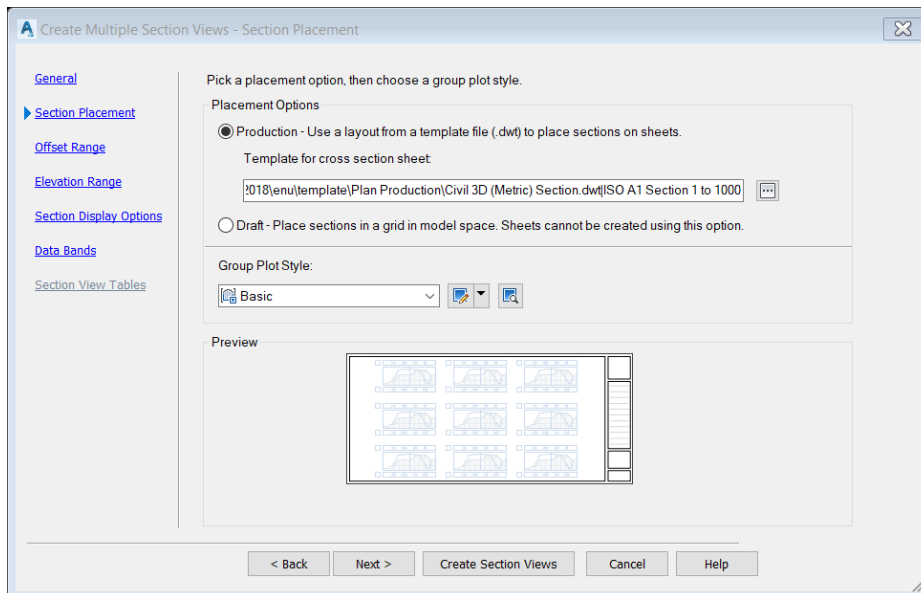 Create Multiple Section Views - Section Placement
General
Section Placement
Offset Range
Elevation Range
Section Display Options
Data Bands
Section View Tables
Pick a placement option, then choose a group plot style.
Placement Options
Production - Use a layout from a template file (.dwt) to place sections on sheets.
Template for cross section sheet:
2018\enu\template\Plan Production\Civil 3D (Metric) Section.dwt|ISO A1 Section 1 to 1000
...
Draft - Place sections in a grid in model space. Sheets cannot be created using this option.
Group Plot Style:
Basic
Preview
< Back Next > Create Section Views Cancel Help